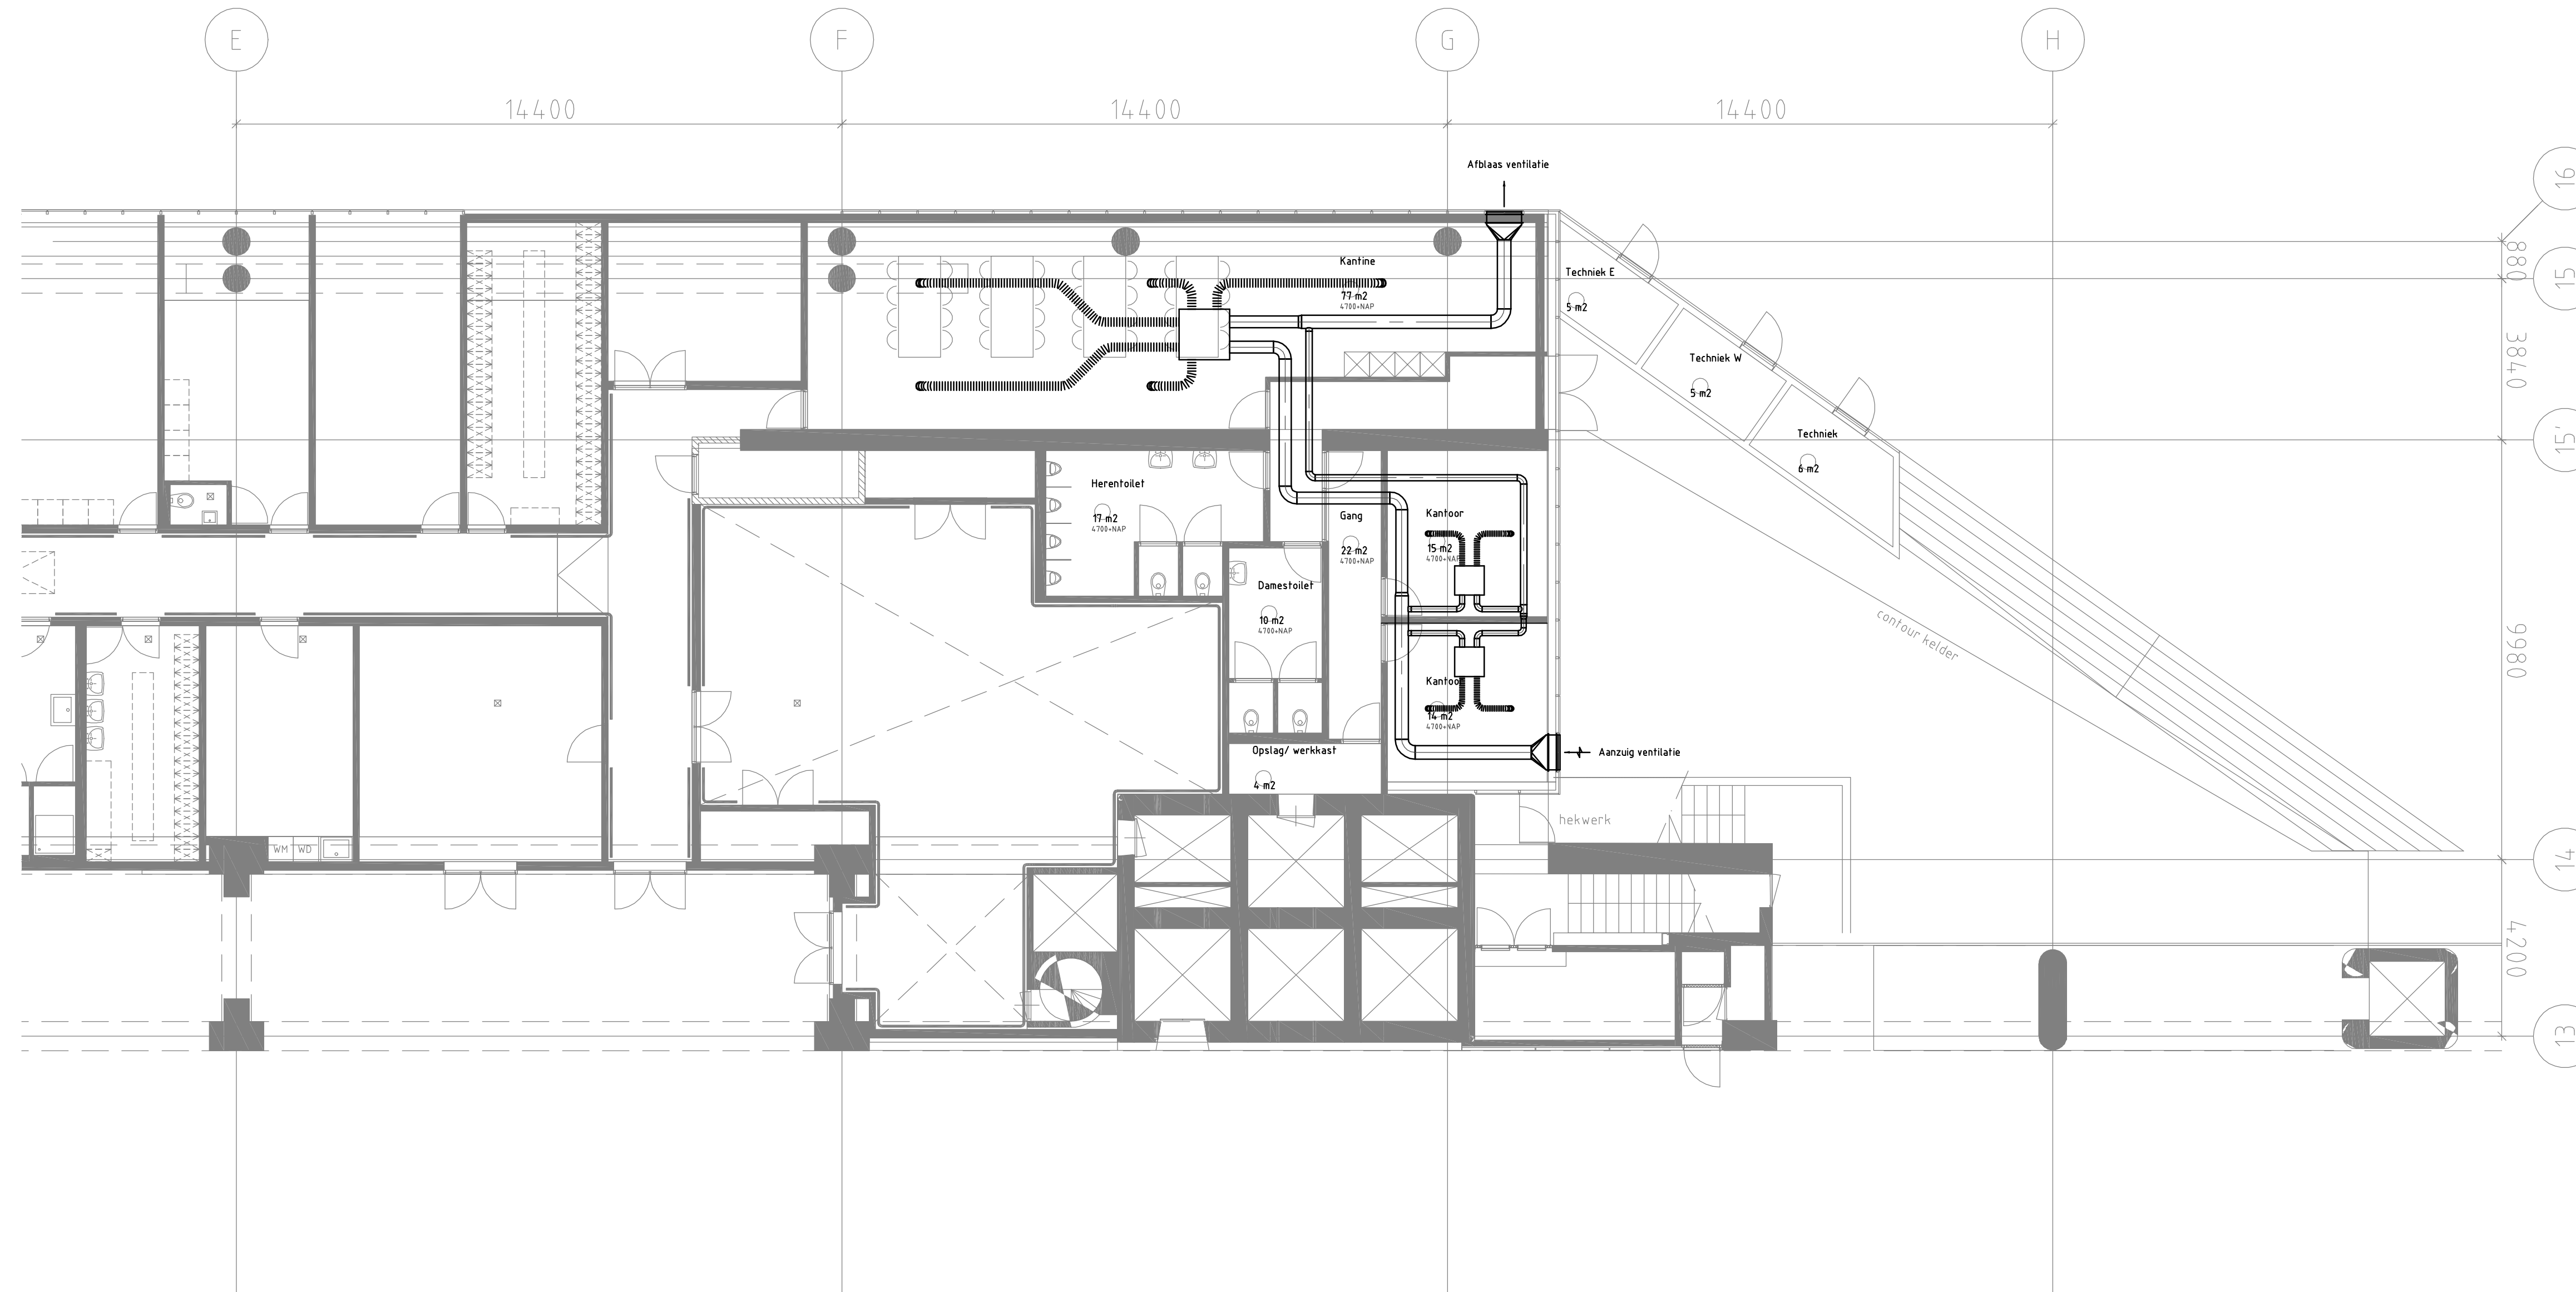 E
F
G
H
14400
14400
14400
Afblaas ventilatie
16
880
15
3840
15'
9980
14
4200
13
Kantine
77 m2
4700+NAP
Techniek E
5 m2
Techniek W
5 m2
Techniek
6 m2
Herentoilet
17 m2
4700+NAP
Gang
22 m2
4700+NAP
Kantoor
15 m2
4700+NAP
Damestoilet
10 m2
4700+NAP
Kantoor
14 m2
4700+NAP
Opslag/ werkkast
4 m2
Aanzuig ventilatie
contour kelder
hekwerk
WM
WD